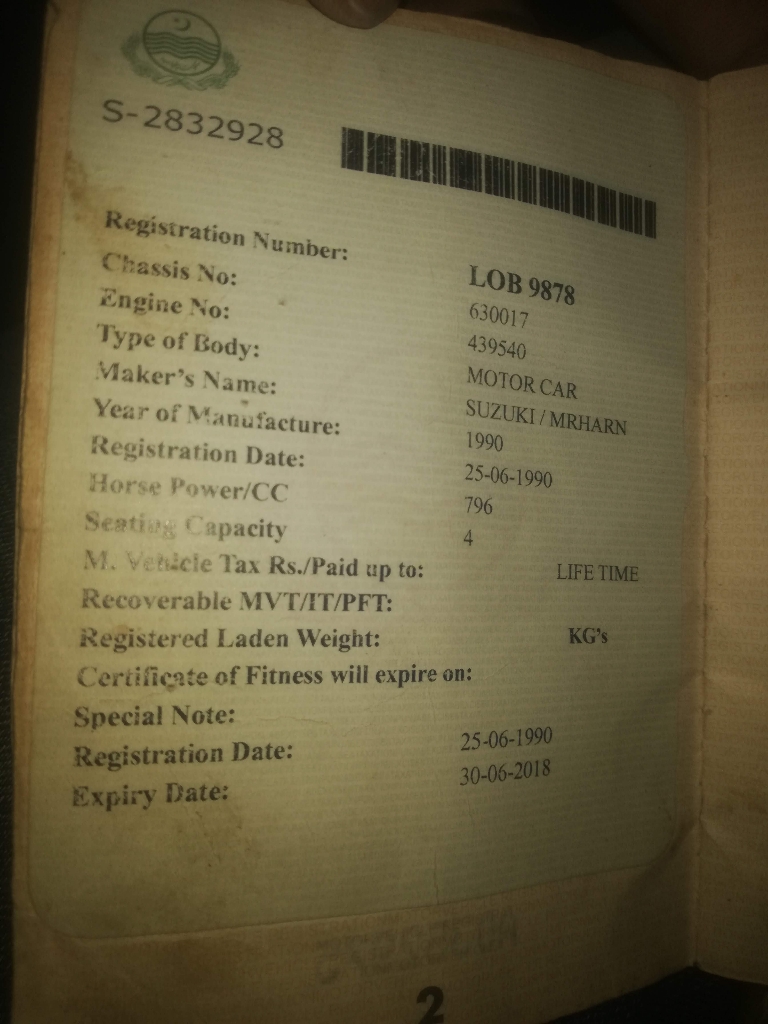 S-2832928
Registration Number: LOB 9878
Chassis No: 630017
Engine No: 439540
Type of Body: MOTOR CAR
Maker's Name: SUZUKI / MRHARN
Year of Manufacture: 1990
Registration Date: 25-06-1990
Horse Power/CC 796
Seating Capacity 4
M. Vehicle Tax Rs./Paid up to: LIFE TIME
Recoverable MVT/IT/PFT:
Registered Laden Weight: KG's
Certificate of Fitness will expire on:
Special Note:
Registration Date: 25-06-1990
Expiry Date: 30-06-2018
2